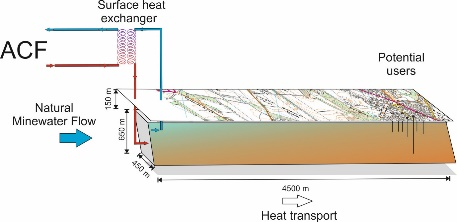 Surface heat
exchanger
ACF
Potential
users
150 m
Natural
Minewater Flow
650 m
450 m
4500 m
Heat transport